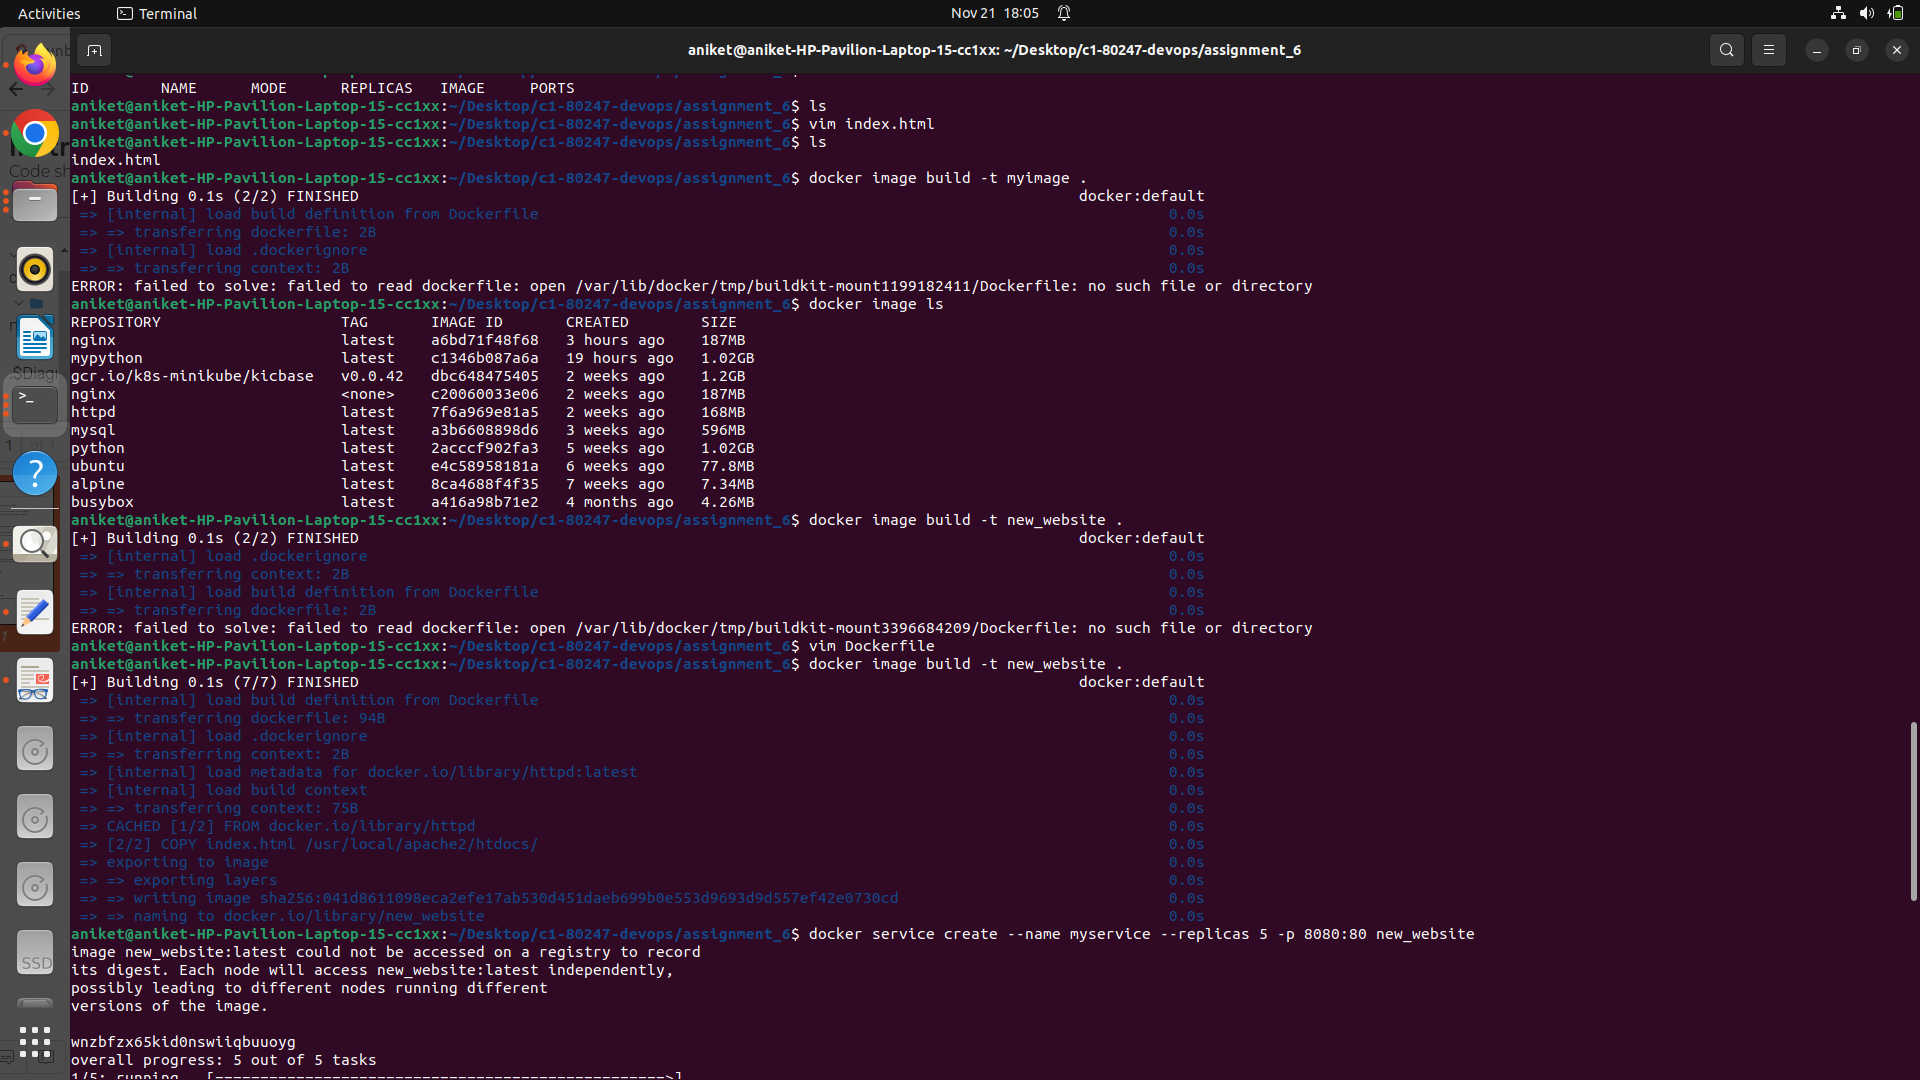 Activities
Terminal
Nov 21 18:05
aniket@aniket-HP-Pavilion-Laptop-15-cc1xx: ~/Desktop/c1-80247-devops/assignment_6
ID        NAME      MODE      REPLICAS   IMAGE     PORTS
aniket@aniket-HP-Pavilion-Laptop-15-cc1xx:~/Desktop/c1-80247-devops/assignment_6$ ls
aniket@aniket-HP-Pavilion-Laptop-15-cc1xx:~/Desktop/c1-80247-devops/assignment_6$ vim index.html
aniket@aniket-HP-Pavilion-Laptop-15-cc1xx:~/Desktop/c1-80247-devops/assignment_6$ ls
index.html
aniket@aniket-HP-Pavilion-Laptop-15-cc1xx:~/Desktop/c1-80247-devops/assignment_6$ docker image build -t myimage .
[+] Building 0.1s (2/2) FINISHED docker:default
=> [internal] load build definition from Dockerfile 0.0s
=> => transferring dockerfile: 2B 0.0s
=> [internal] load .dockerignore 0.0s
=> => transferring context: 2B 0.0s
ERROR: failed to solve: failed to read dockerfile: open /var/lib/docker/tmp/buildkit-mount1199182411/Dockerfile: no such file or directory
aniket@aniket-HP-Pavilion-Laptop-15-cc1xx:~/Desktop/c1-80247-devops/assignment_6$ docker image ls
REPOSITORY                    TAG       IMAGE ID       CREATED        SIZE
nginx                         latest    a6bd71f48f68   3 hours ago    187MB
mypython                      latest    c1346b087a6a   19 hours ago   1.02GB
gcr.io/k8s-minikube/kicbase   v0.0.42   dbc648475405   2 weeks ago    1.2GB
nginx                         <none>    c20060033e06   2 weeks ago    187MB
httpd                         latest    7f6a969e81a5   2 weeks ago    168MB
mysql                         latest    a3b6608898d6   3 weeks ago    596MB
python                        latest    2acccf902fa3   5 weeks ago    1.02GB
ubuntu                        latest    e4c58958181a   6 weeks ago    77.8MB
alpine                        latest    8ca4688f4f35   7 weeks ago    7.34MB
busybox                       latest    a416a98b71e2   4 months ago   4.26MB
aniket@aniket-HP-Pavilion-Laptop-15-cc1xx:~/Desktop/c1-80247-devops/assignment_6$ docker image build -t new_website .
[+] Building 0.1s (2/2) FINISHED docker:default
=> [internal] load .dockerignore 0.0s
=> => transferring context: 2B 0.0s
=> [internal] load build definition from Dockerfile 0.0s
=> => transferring dockerfile: 2B 0.0s
ERROR: failed to solve: failed to read dockerfile: open /var/lib/docker/tmp/buildkit-mount3396684209/Dockerfile: no such file or directory
aniket@aniket-HP-Pavilion-Laptop-15-cc1xx:~/Desktop/c1-80247-devops/assignment_6$ vim Dockerfile
aniket@aniket-HP-Pavilion-Laptop-15-cc1xx:~/Desktop/c1-80247-devops/assignment_6$ docker image build -t new_website .
[+] Building 0.1s (7/7) FINISHED docker:default
=> [internal] load build definition from Dockerfile 0.0s
=> => transferring dockerfile: 94B 0.0s
=> [internal] load .dockerignore 0.0s
=> => transferring context: 2B 0.0s
=> [internal] load metadata for docker.io/library/httpd:latest 0.0s
=> [internal] load build context 0.0s
=> => transferring context: 75B 0.0s
=> CACHED [1/2] FROM docker.io/library/httpd 0.0s
=> [2/2] COPY index.html /usr/local/apache2/htdocs/ 0.0s
=> exporting to image 0.0s
=> => exporting layers 0.0s
=> => writing image sha256:041d8611098eca2efe17ab530d451daeb699b0e553d9693d9d557ef42e0730cd 0.0s
=> => naming to docker.io/library/new_website 0.0s
aniket@aniket-HP-Pavilion-Laptop-15-cc1xx:~/Desktop/c1-80247-devops/assignment_6$ docker service create --name myservice --replicas 5 -p 8080:80 new_website
image new_website:latest could not be accessed on a registry to record
its digest. Each node will access new_website:latest independently,
possibly leading to different nodes running different
versions of the image.
wnzbfzx65kid0nswiiqbuuoyg
overall progress: 5 out of 5 tasks
1/5: running   [==================================================>]
Code sh
SSD